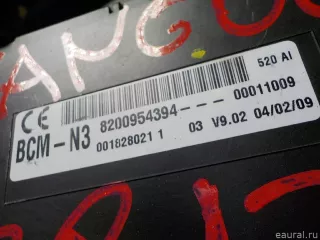 520 AI
CE
8200954394--- 00011009
BCM-N3 001828021 1 03 V9.02 04/02/09
eaural.ru